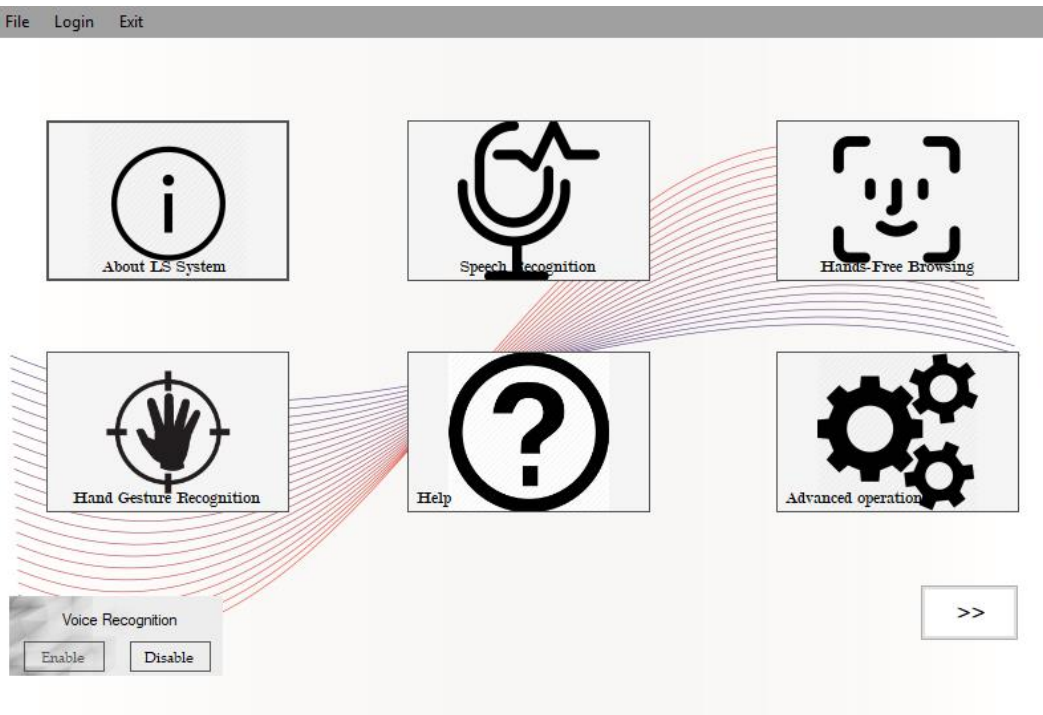 File Login Exit
About LS System
Speech Recognition
Hands-Free Browsing
Hand Gesture Recognition
Help
Advanced operation
Voice Recognition
Enable Disable
>>